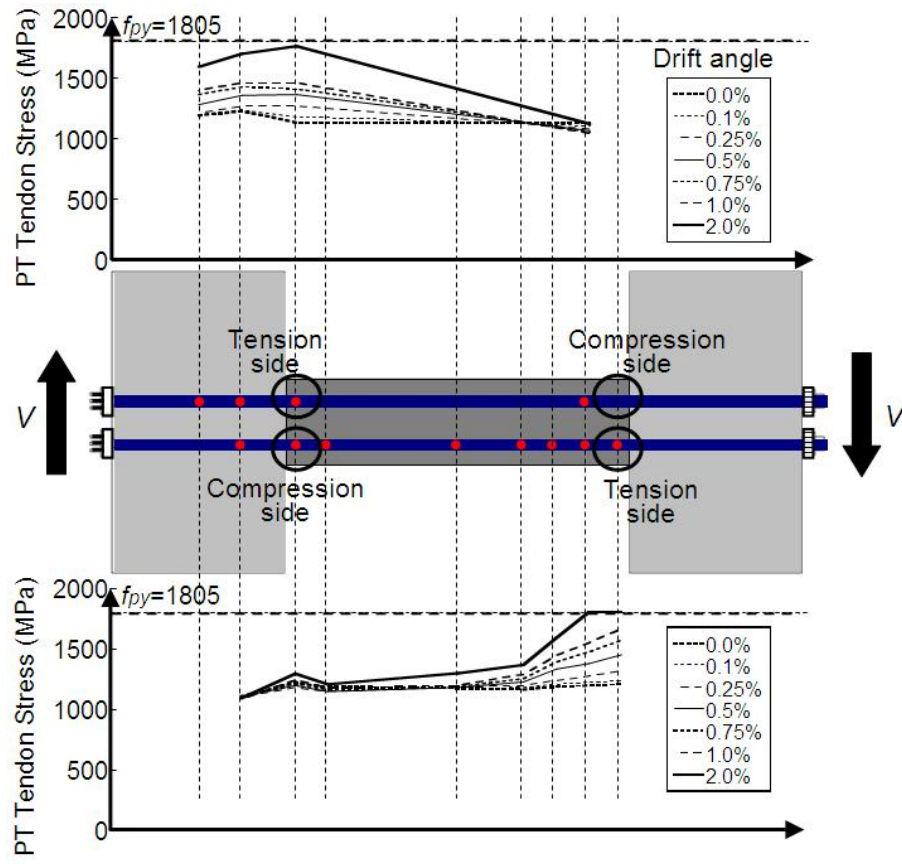 PT Tendon Stress (MPa)
2000
1500
1000
500
0
fpy=1805
Drift angle
0.0%
0.1%
0.25%
0.5%
0.75%
1.0%
2.0%
Tension
side
Compression
side
V
V
Compression
side
Tension
side
PT Tendon Stress (MPa)
2000
1500
1000
500
0
fpy=1805
0.0%
0.1%
0.25%
0.5%
0.75%
1.0%
2.0%